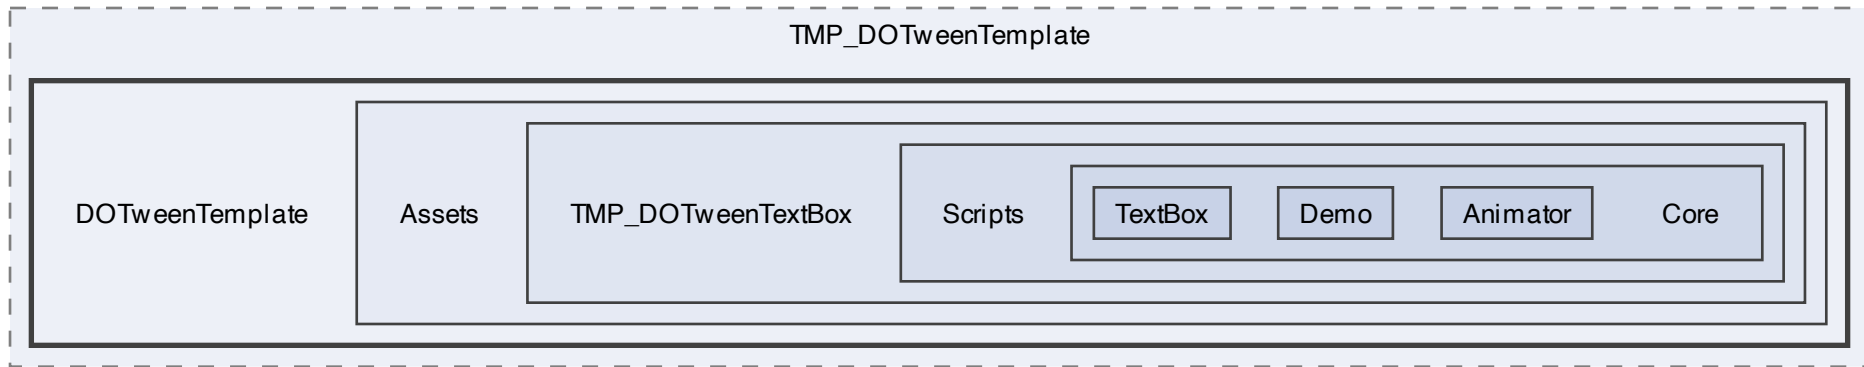 TMP_DOTweenTemplate
DOTweenTemplate
Assets
TMP_DOTweenTextBox
Scripts
TextBox
Demo
Animator
Core